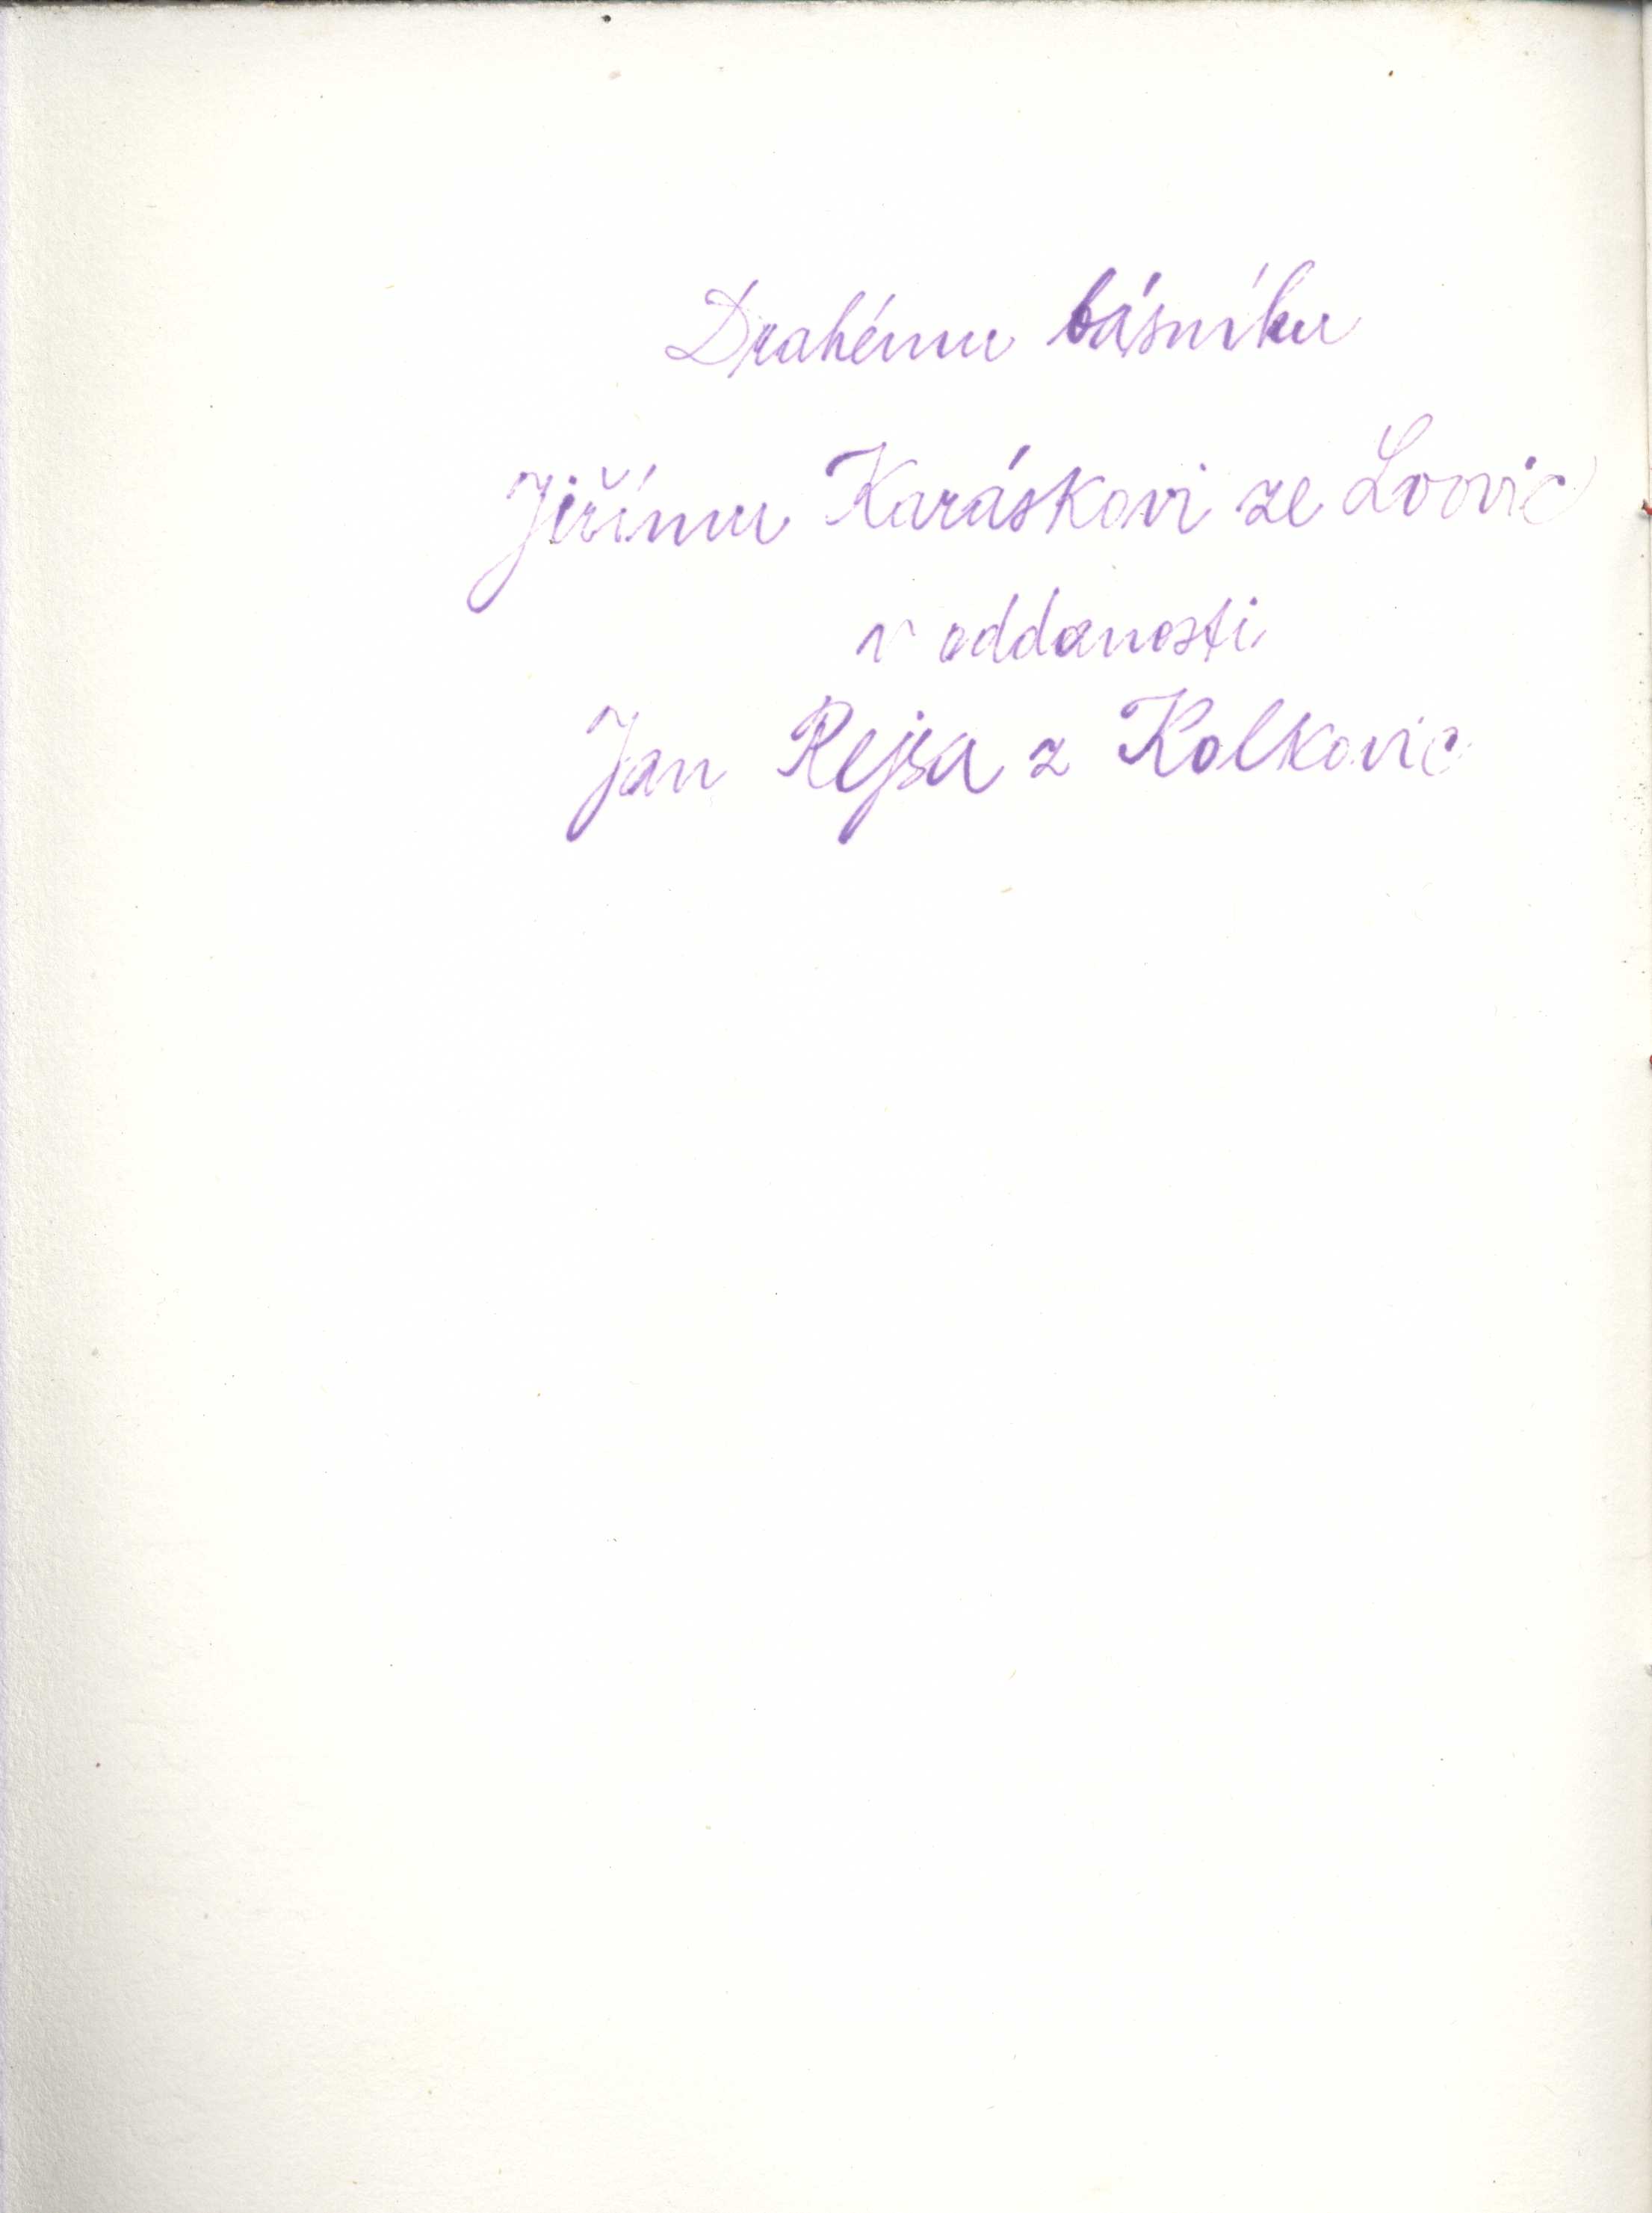 Drahému básníku
Jiřímu Karáskovi ze Lvovic
v oddanosti
Jan Rejsa z Kolkovic